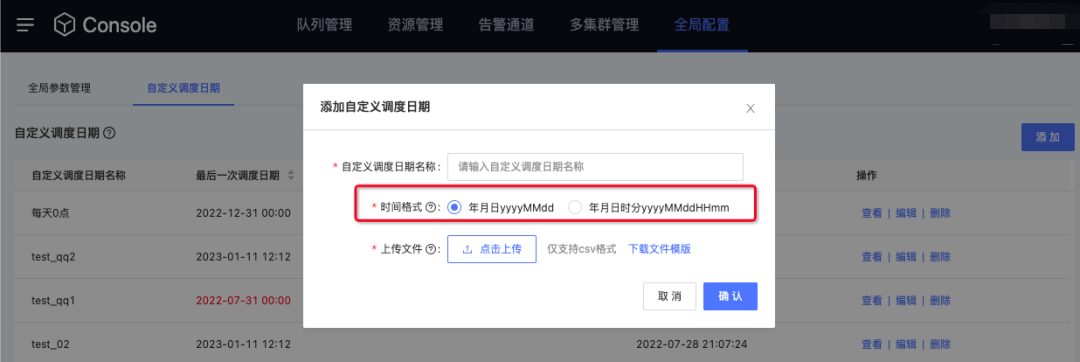 Console 队列管理 资源管理 告警通道 多集群管理 全局配置
全局参数管理 自定义调度日期
添加自定义调度日期
自定义调度日期 ?
添 加
* 自定义调度日期名称: 请输入自定义调度日期名称
自定义调度日期名称 最后一次调度日期 操作
* 时间格式 ?: 年月日yyyyMMdd 年月日时分yyyyMMddHHmm
每天0点 2022-12-31 00:00 查看 | 编辑 | 删除
* 上传文件 ?: 点击上传 仅支持csv格式 下载文件模版
test_qq2 2023-01-11 12:12 查看 | 编辑 | 删除
取 消 确 认
test_qq1 2022-07-31 00:00 查看 | 编辑 | 删除
test_02 2023-01-11 12:12 2022-07-28 21:07:24 查看 | 编辑 | 删除